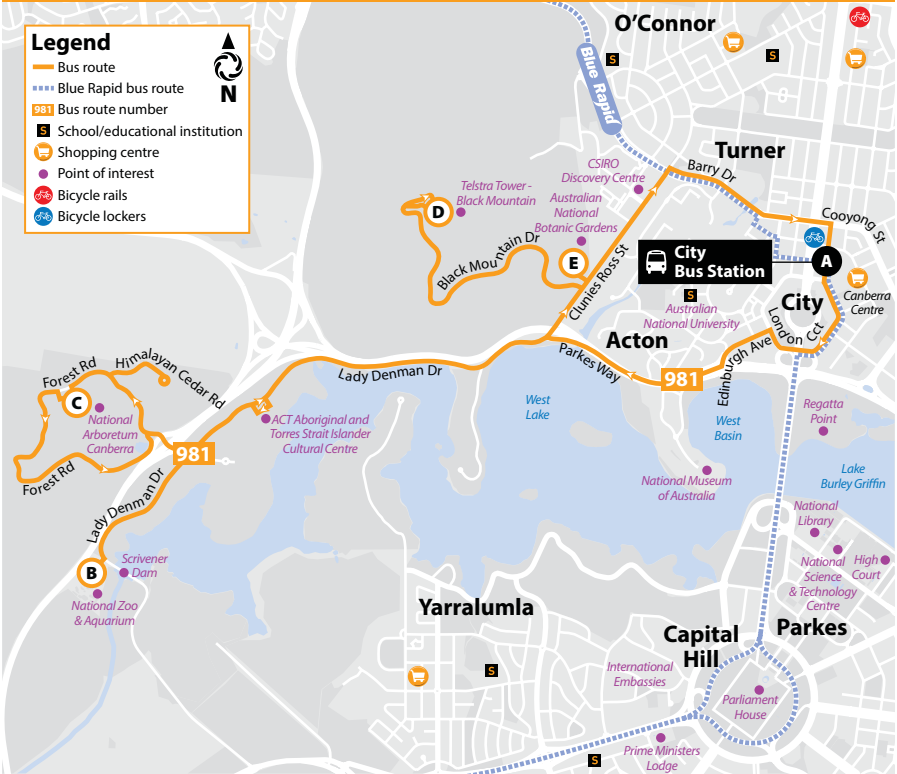 Legend
Bus route
Blue Rapid bus route
981 Bus route number
S School/educational institution
Shopping centre
Point of interest
Bicycle rails
Bicycle lockers
N
O'Connor
S
S
Blue Rapid
Turner
Barry Dr
CSIRO
Discovery Centre
Telstra Tower -
Black Mountain
D
Australian
National
Botanic Gardens
Cooyong St
E
Black Mountain Dr
Clunies Ross St
City
Bus Station
A
S
Australian
National University
City
Canberra
Centre
London Cct
Acton
Edinburgh Ave
Parkes Way
981
Lady Denman Dr
Forest Rd
Himalayan Cedar Rd
C
National
Arboretum
Canberra
ACT Aboriginal and
Torres Strait Islander
Cultural Centre
981
Forest Rd
Lady Denman Dr
West
Lake
West
Basin
Regatta
Point
National Museum
of Australia
Lake
Burley Griffin
B
Scrivener
Dam
National Zoo
& Aquarium
National
Library
National
Science
& Technology
Centre
High
Court
Yarralumla
S
Capital
Hill
Parkes
International
Embassies
Parliament
House
Prime Ministers
Lodge
S